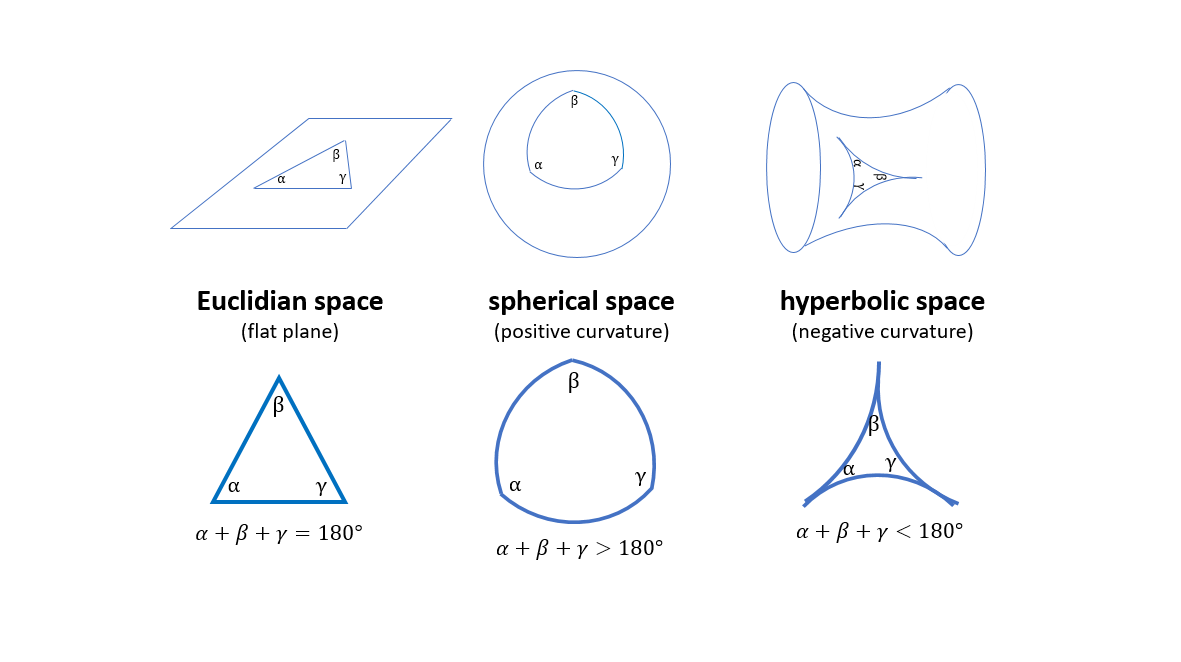 β
α
γ
β
α
γ
α
β
γ
Euclidian space
(flat plane)
spherical space
(positive curvature)
hyperbolic space
(negative curvature)
β
α
γ
α + β + γ = 180°
β
α
γ
α + β + γ > 180°
β
α
γ
α + β + γ < 180°